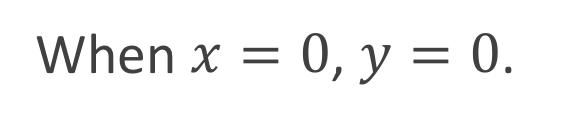 When 𝑥 = 0, 𝑦 = 0.